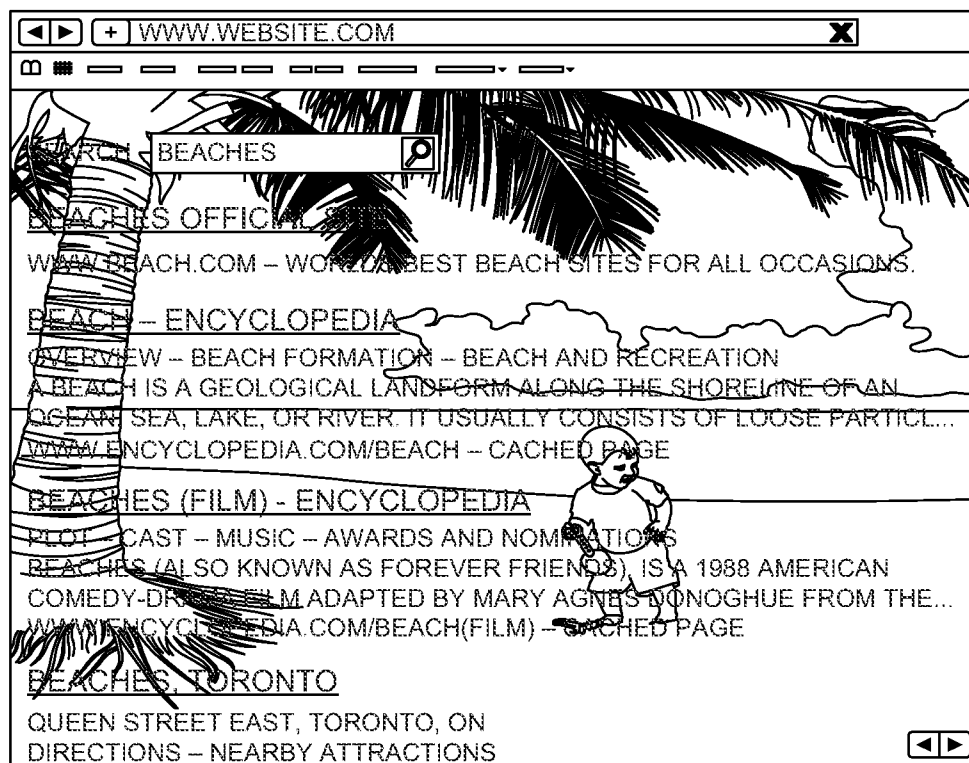 + WWW.WEBSITE.COM X
SEARCH - BEACHES
BEACHES OFFICIAL SITE
WWW.BEACH.COM – WORLDS BEST BEACH SITES FOR ALL OCCASIONS.
BEACH – ENCYCLOPEDIA
OVERVIEW – BEACH FORMATION – BEACH AND RECREATION
A BEACH IS A GEOLOGICAL LANDFORM ALONG THE SHORELINE OF AN
OCEAN, SEA, LAKE, OR RIVER. IT USUALLY CONSISTS OF LOOSE PARTICL...
WWW.ENCYCLOPEDIA.COM/BEACH – CACHED PAGE
BEACHES (FILM) - ENCYCLOPEDIA
PLOT – CAST – MUSIC – AWARDS AND NOMINATIONS
BEACHES (ALSO KNOWN AS FOREVER FRIENDS), IS A 1988 AMERICAN
COMEDY-DRAMA FILM ADAPTED BY MARY AGNES DONOGHUE FROM THE...
WWW.ENCYCLOPEDIA.COM/BEACH(FILM) – CACHED PAGE
BEACHES, TORONTO
QUEEN STREET EAST, TORONTO, ON
DIRECTIONS – NEARBY ATTRACTIONS